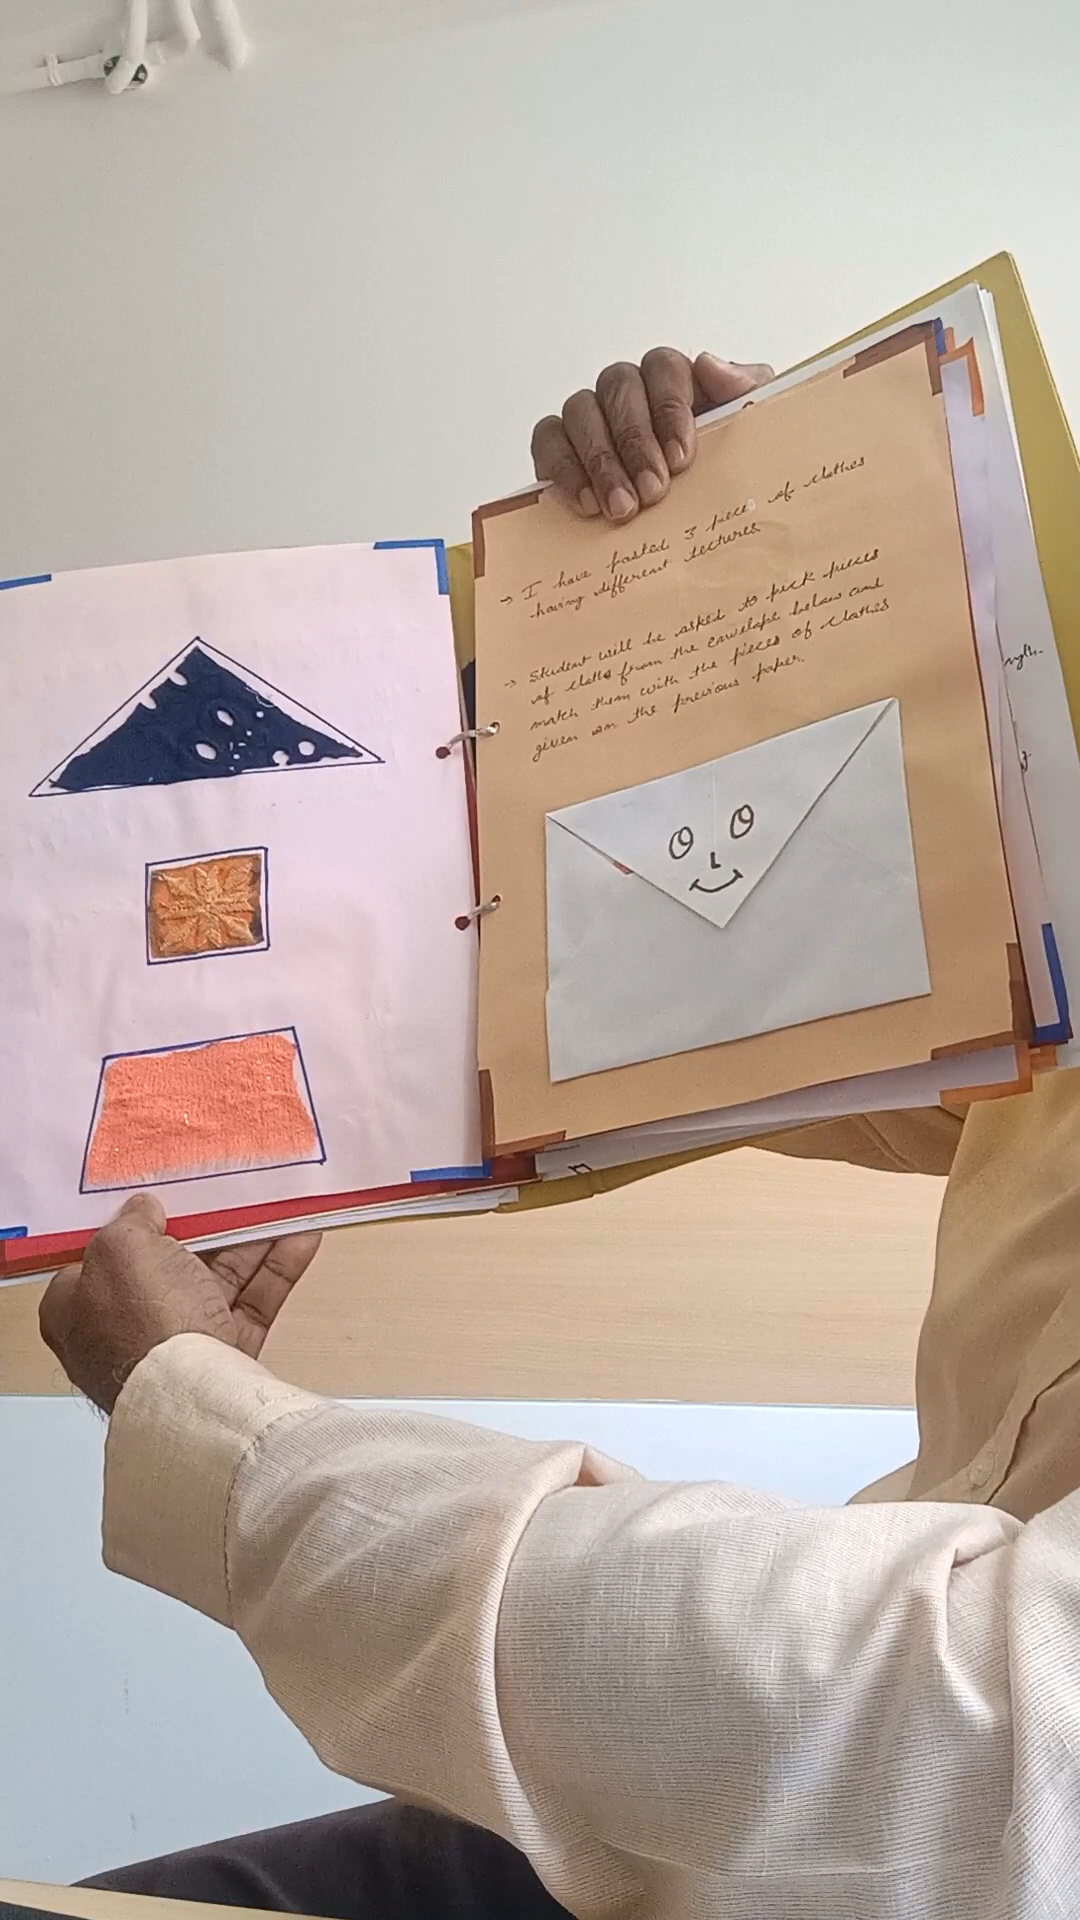 → I have pasted 3 pieces of clothes
having different tectures.
→ Student will be asked to pick pieces
of cloths from the envelope below and
match them with the pieces of clothes
given on the previous paper.